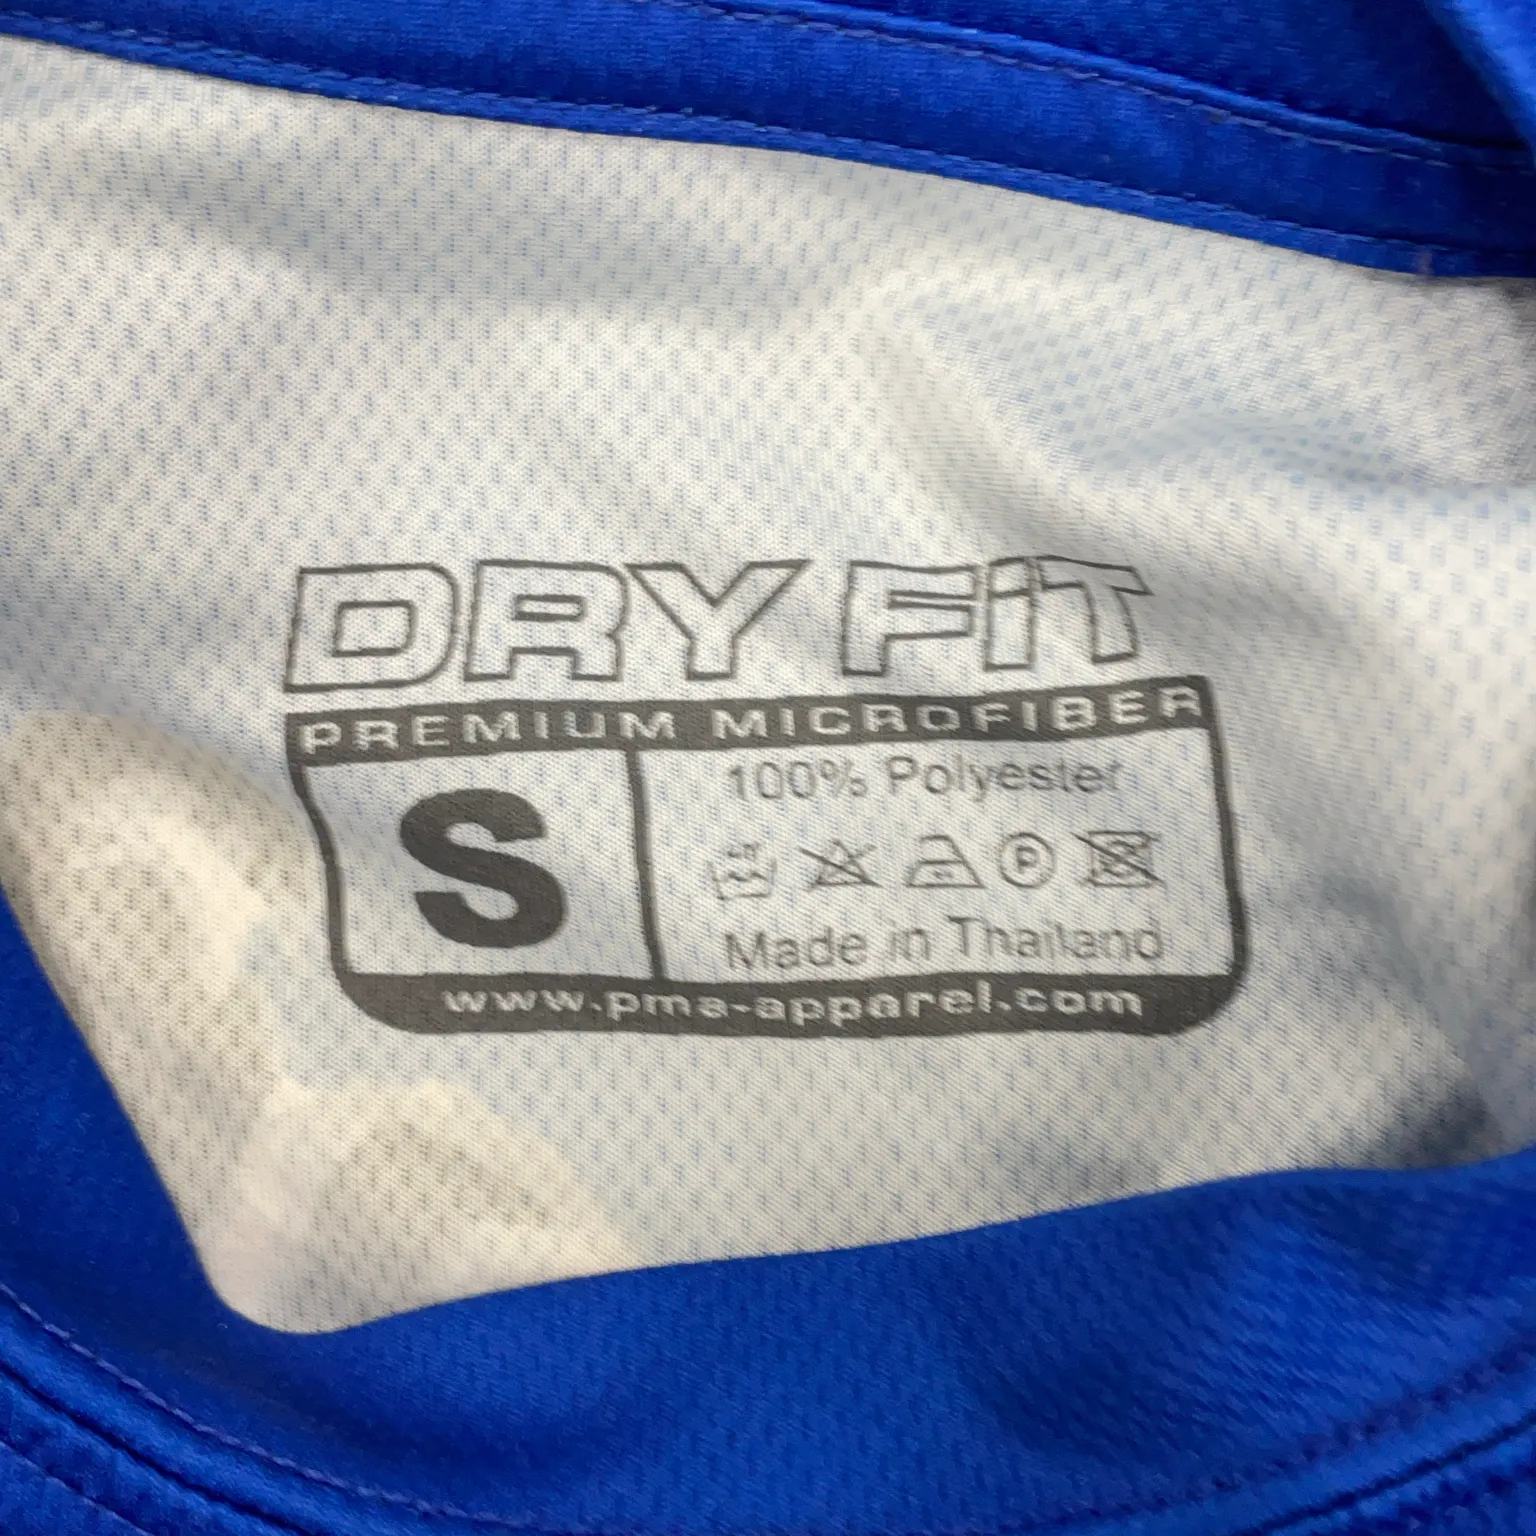 DRY FiT
PREMIUM MICROFIBER
S
100% Polyester
P
Made in Thailand
www.pma-apparel.com